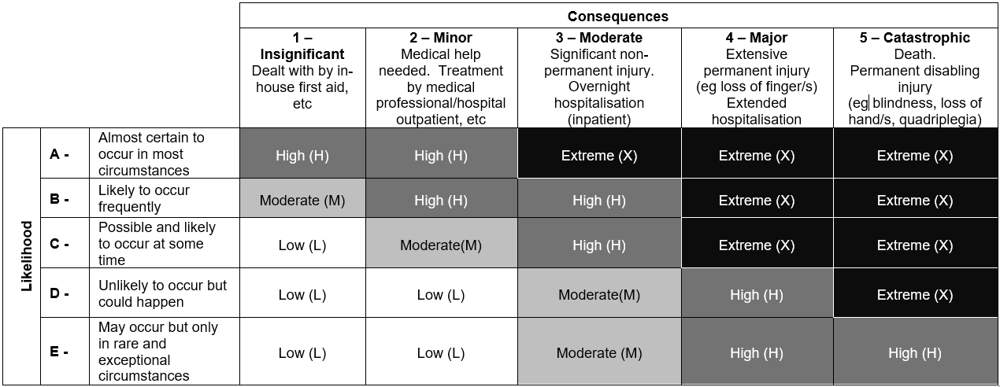 Consequences
1 –
Insignificant
Dealt with by in-
house first aid,
etc
2 – Minor
Medical help
needed.  Treatment
by medical
professional/hospital
outpatient, etc
3 – Moderate
Significant non-
permanent injury.
Overnight
hospitalisation
(inpatient)
4 – Major
Extensive
permanent injury
(eg loss of finger/s)
Extended
hospitalisation
5 – Catastrophic
Death.
Permanent disabling
injury
(eg blindness, loss of
hand/s, quadriplegia)
Likelihood
A -
Almost certain to
occur in most
circumstances
High (H)
High (H)
Extreme (X)
Extreme (X)
Extreme (X)
B -
Likely to occur
frequently
Moderate (M)
High (H)
High (H)
Extreme (X)
Extreme (X)
C -
Possible and likely
to occur at some
time
Low (L)
Moderate(M)
High (H)
Extreme (X)
Extreme (X)
D -
Unlikely to occur but
could happen
Low (L)
Low (L)
Moderate(M)
High (H)
Extreme (X)
E -
May occur but only
in rare and
exceptional
circumstances
Low (L)
Low (L)
Moderate (M)
High (H)
High (H)